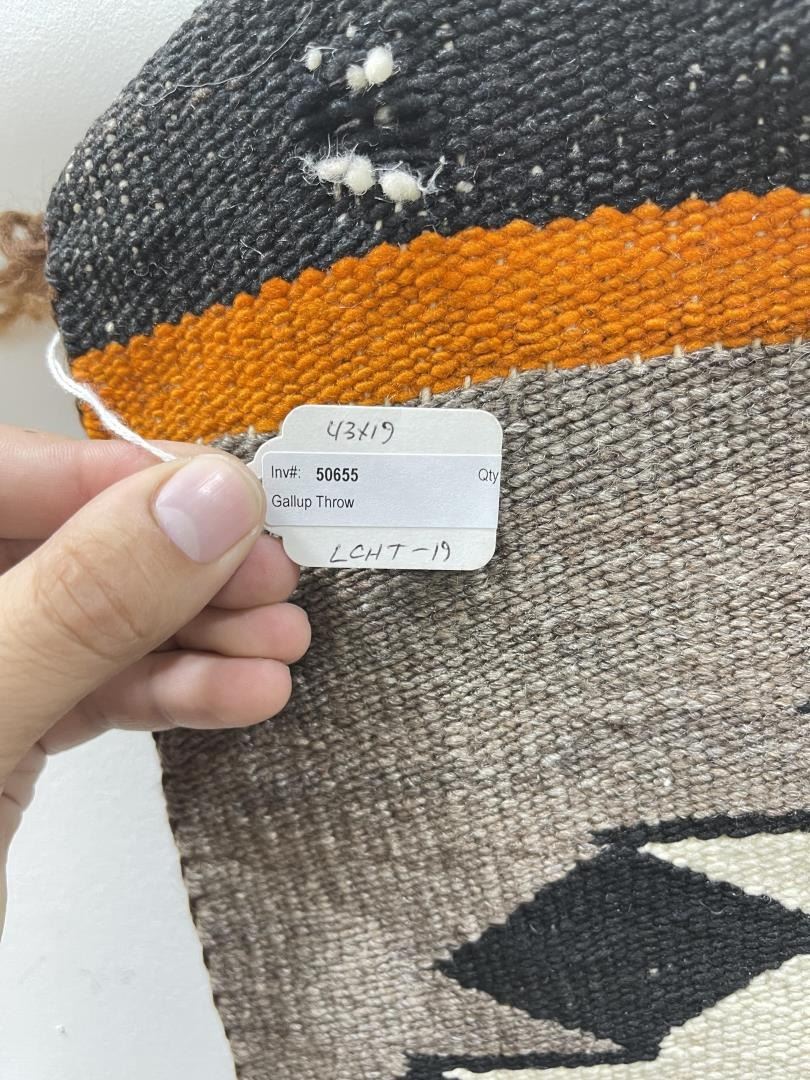 43X19
Inv#: 50655 Qty
Gallup Throw
LCHT-19